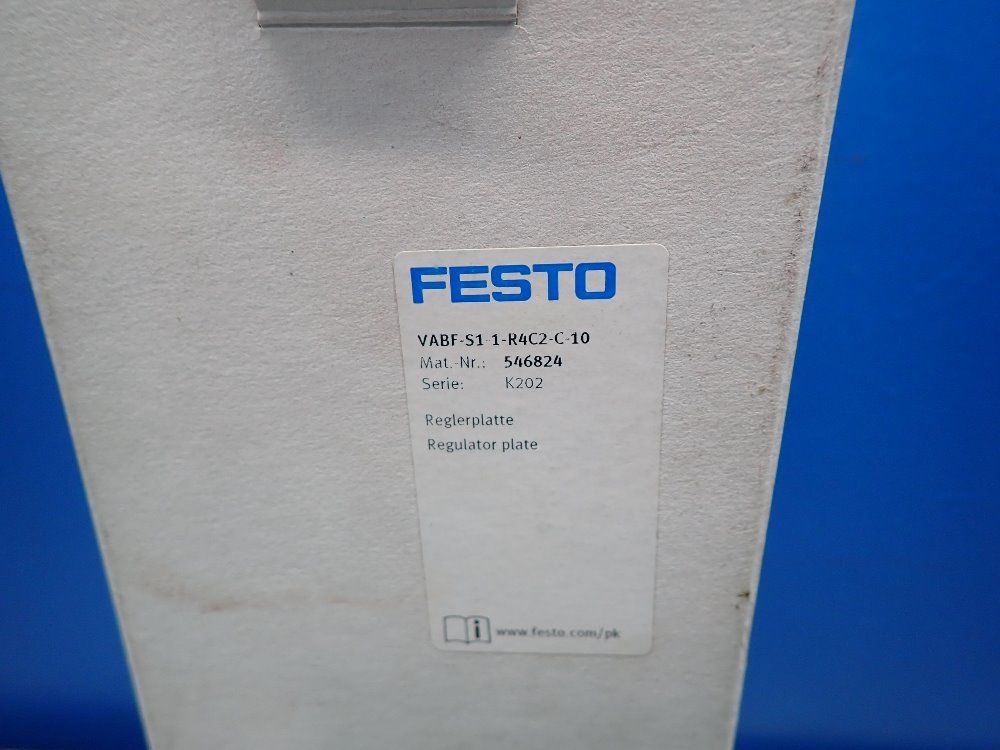 FESTO
VABF-S1-1-R4C2-C-10
Mat.-Nr.: 546824
Serie: K202
Reglerplatte
Regulator plate
i www.festo.com/pk